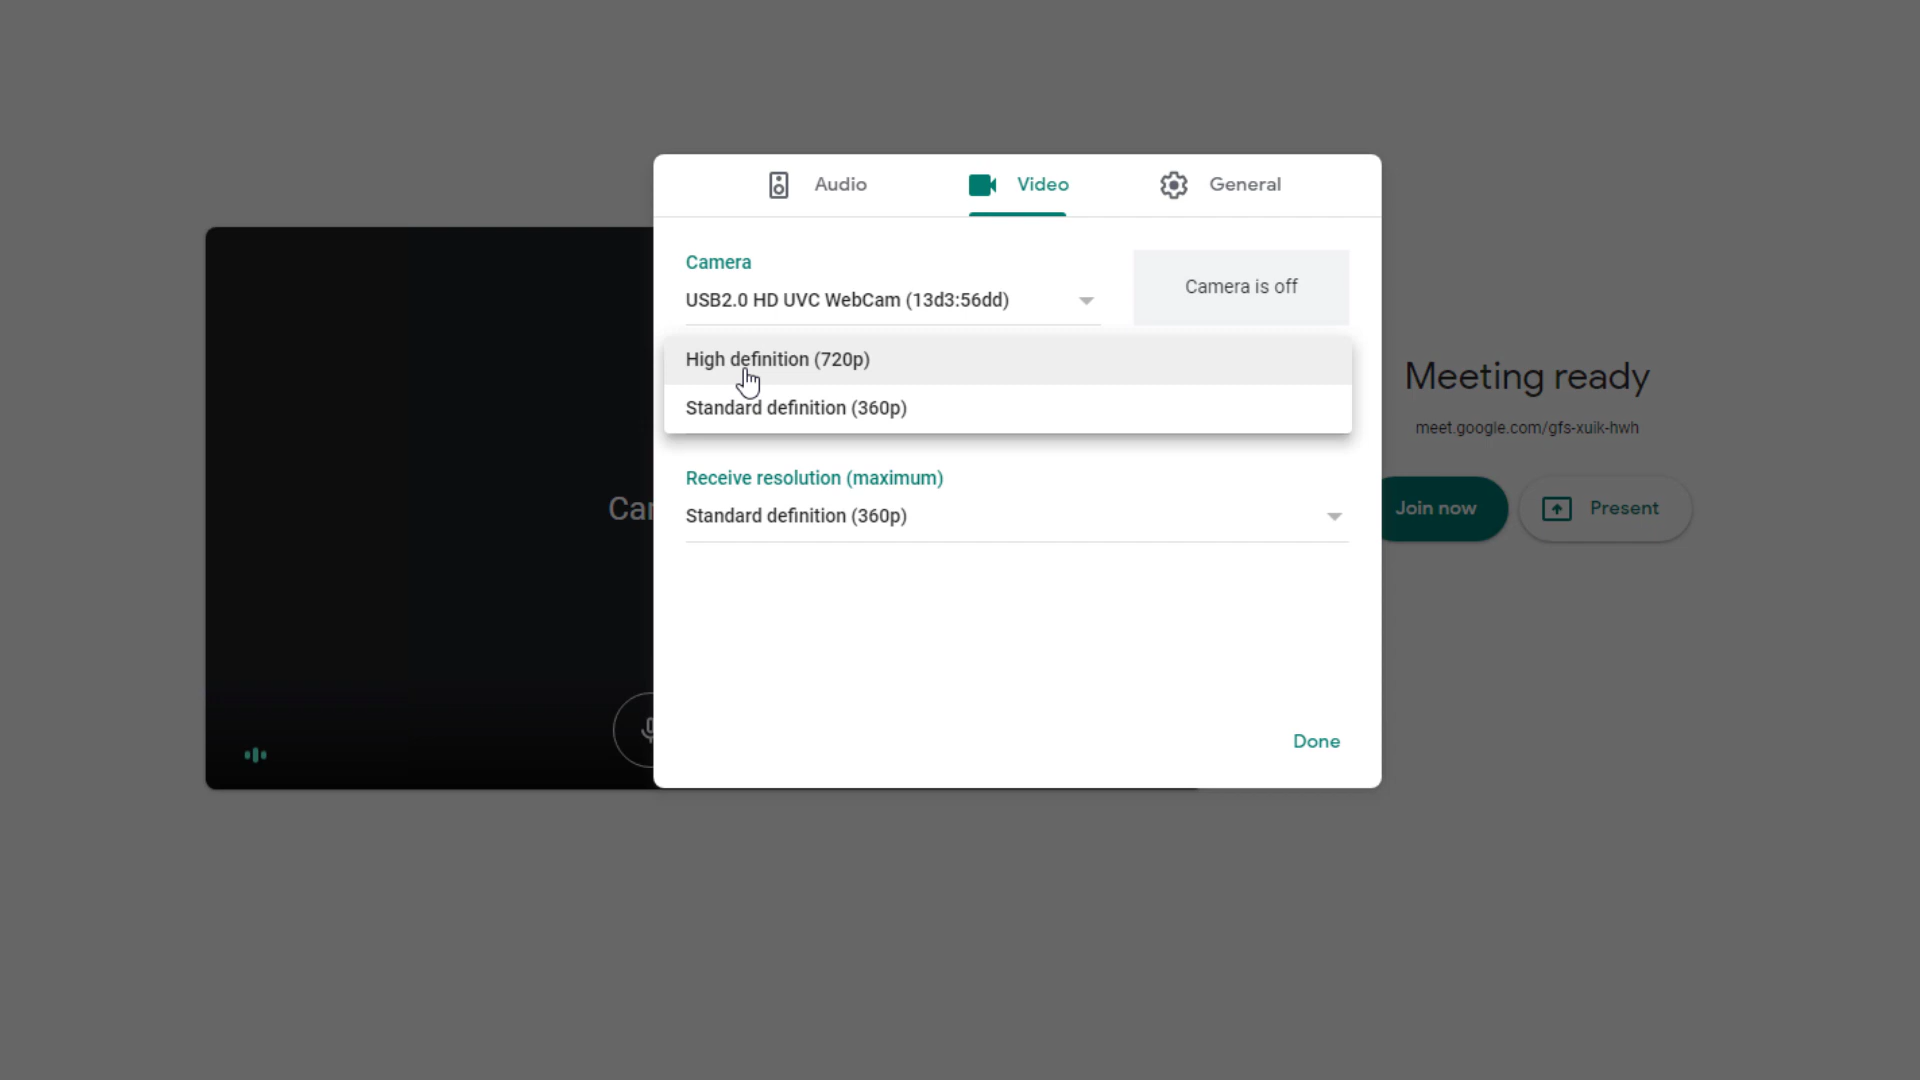 Audio
Video
General
Camera
USB2.0 HD UVC WebCam (13d3:56dd)
Camera is off
High definition (720p)
Standard definition (360p)
Receive resolution (maximum)
Standard definition (360p)
Done
Meeting ready
meet.google.com/gfs-xuik-hwh
Join now
Present